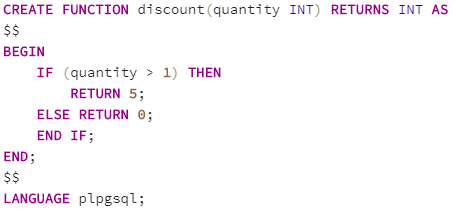 CREATE FUNCTION discount(quantity INT) RETURNS INT AS
$$
BEGIN
    IF (quantity > 1) THEN
        RETURN 5;
    ELSE RETURN 0;
    END IF;
END;
$$
LANGUAGE plpgsql;